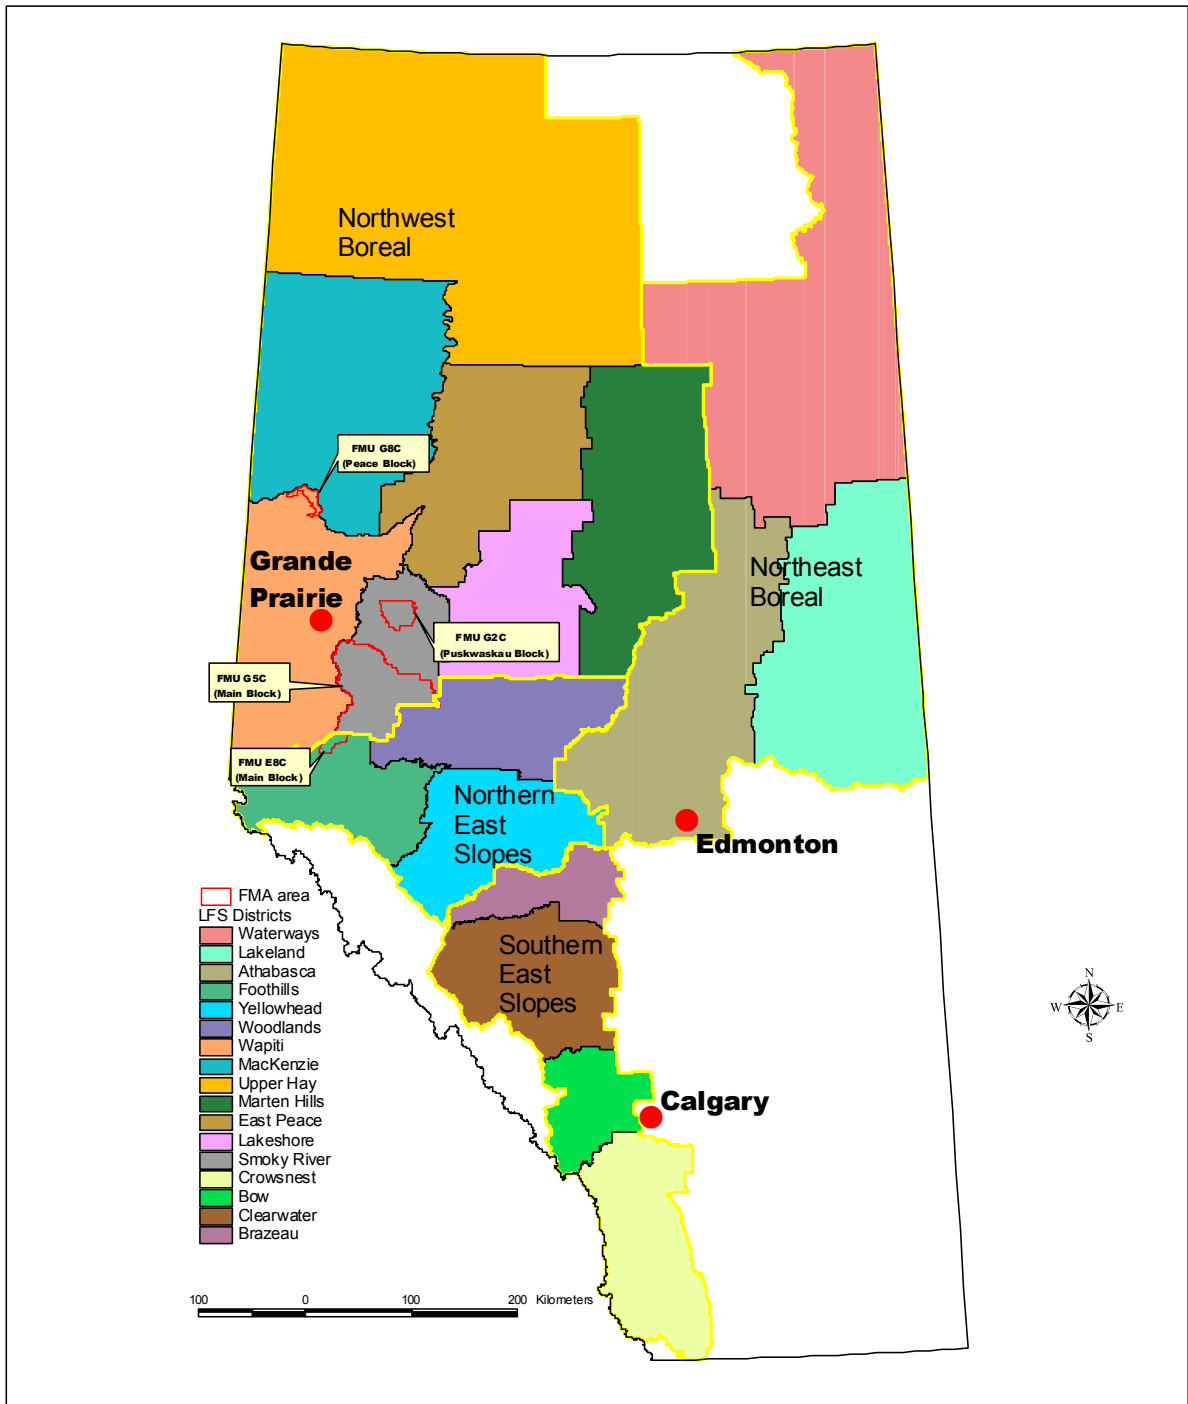 Northwest
Boreal
FMU G8C
(Peace Block)
Grande
Prairie
Northeast
Boreal
FMU G2C
(Puskwaskau Block)
FMU G5C
(Main Block)
FMU E8C
(Main Block)
Northern
East
Slopes
Edmonton
FMA area
LFS Districts
Waterways
Lakeland
Athabasca
Foothills
Yellowhead
Woodlands
Wapiti
MacKenzie
Upper Hay
Marten Hills
East Peace
Lakeshore
Smoky River
Crowsnest
Bow
Clearwater
Brazeau
Southern
East
Slopes
N
W E
S
Calgary
100 0 100 200 Kilometers